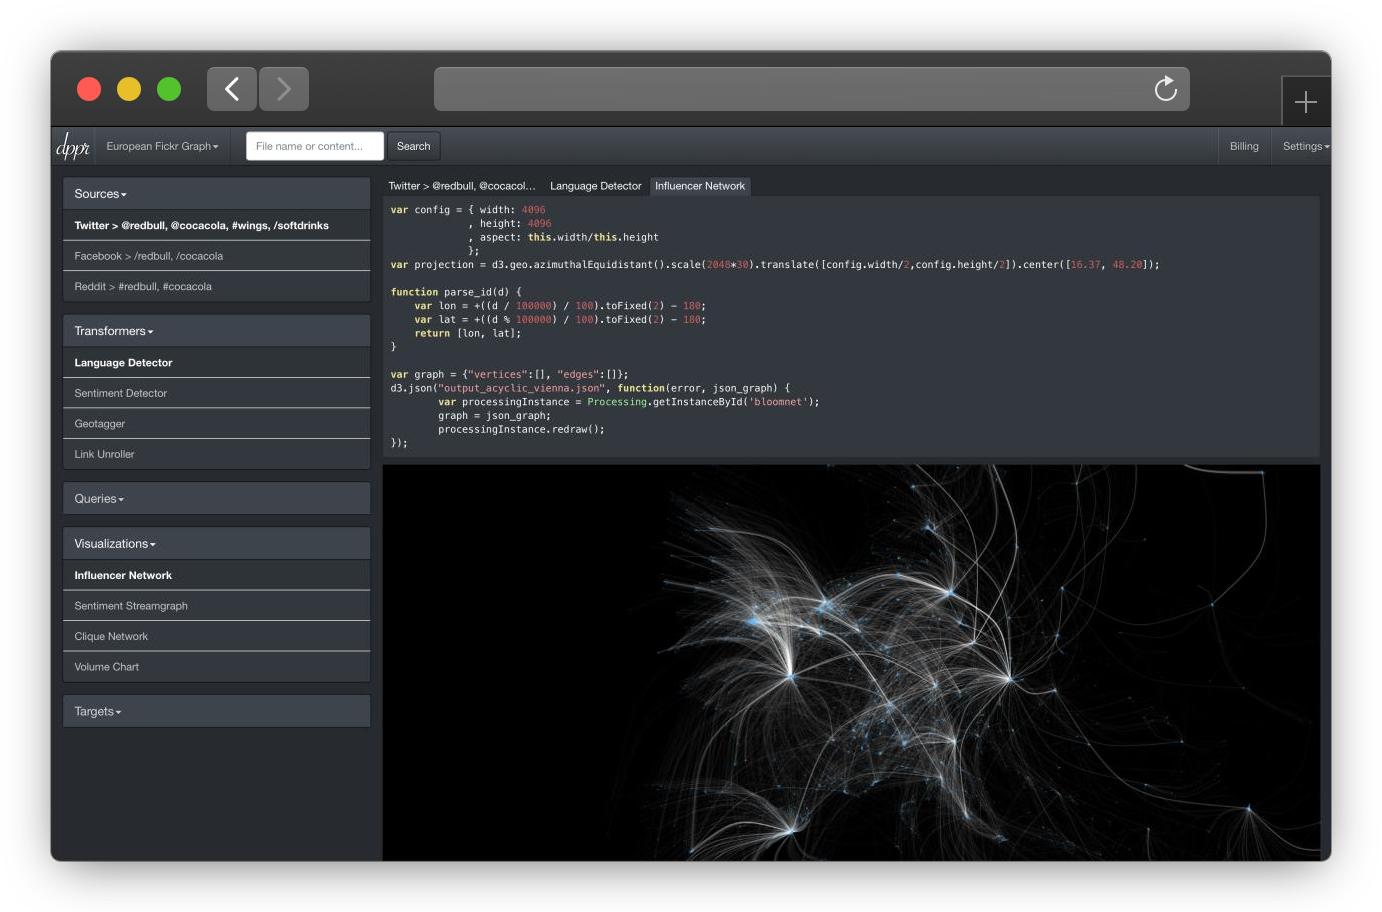 dppr
European Fickr Graph
File name or content...
Search
Billing
Settings
Sources
Twitter > @redbull, @cocacola, #wings, /softdrinks
Facebook > /redbull, /cocacola
Reddit > #redbull, #cocacola
Transformers
Language Detector
Sentiment Detector
Geotagger
Link Unroller
Queries
Visualizations
Influencer Network
Sentiment Streamgraph
Clique Network
Volume Chart
Targets
Twitter > @redbull, @cocacol...
Language Detector
Influencer Network
var config = { width: 4096
, height: 4096
, aspect: this.width/this.height
};
var projection = d3.geo.azimuthalEquidistant().scale(2048*30).translate([config.width/2,config.height/2]).center([16.37, 48.20]);
function parse_id(d) {
var lon = +((d / 100000) / 100).toFixed(2) - 180;
var lat = +((d % 100000) / 100).toFixed(2) - 180;
return [lon, lat];
}
var graph = {"vertices":[], "edges":[]};
d3.json("output_acyclic_vienna.json", function(error, json_graph) {
var processingInstance = Processing.getInstanceById('bloomnet');
graph = json_graph;
processingInstance.redraw();
});